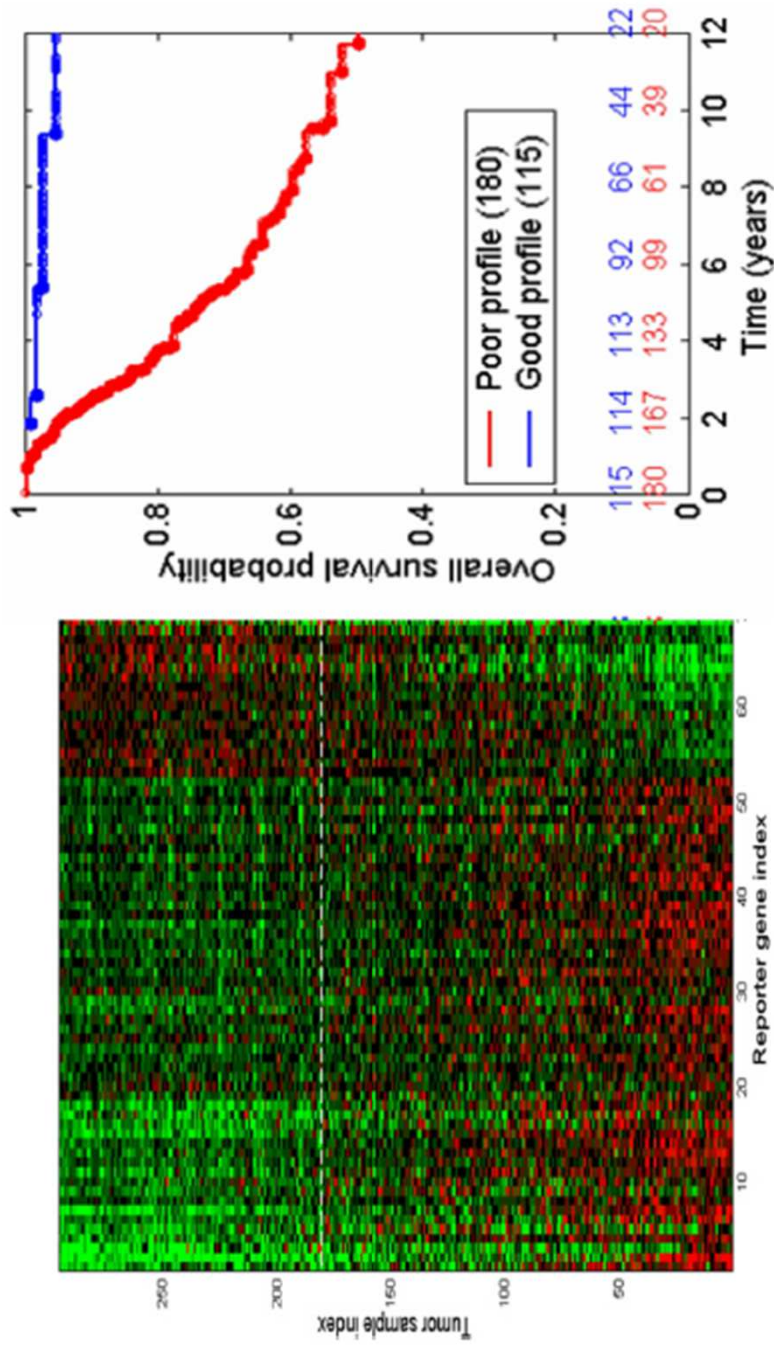 Overall survival probability
1
0.8
0.6
0.4
0.2
0
Poor profile (180)
Good profile (115)
115 114 113 92 66 44 22
180 167 133 99 61 39 20
0 2 4 6 8 10 12
Time (years)
Tumor sample index
250
200
150
100
50
10 20 30 40 50 60
Reporter gene index